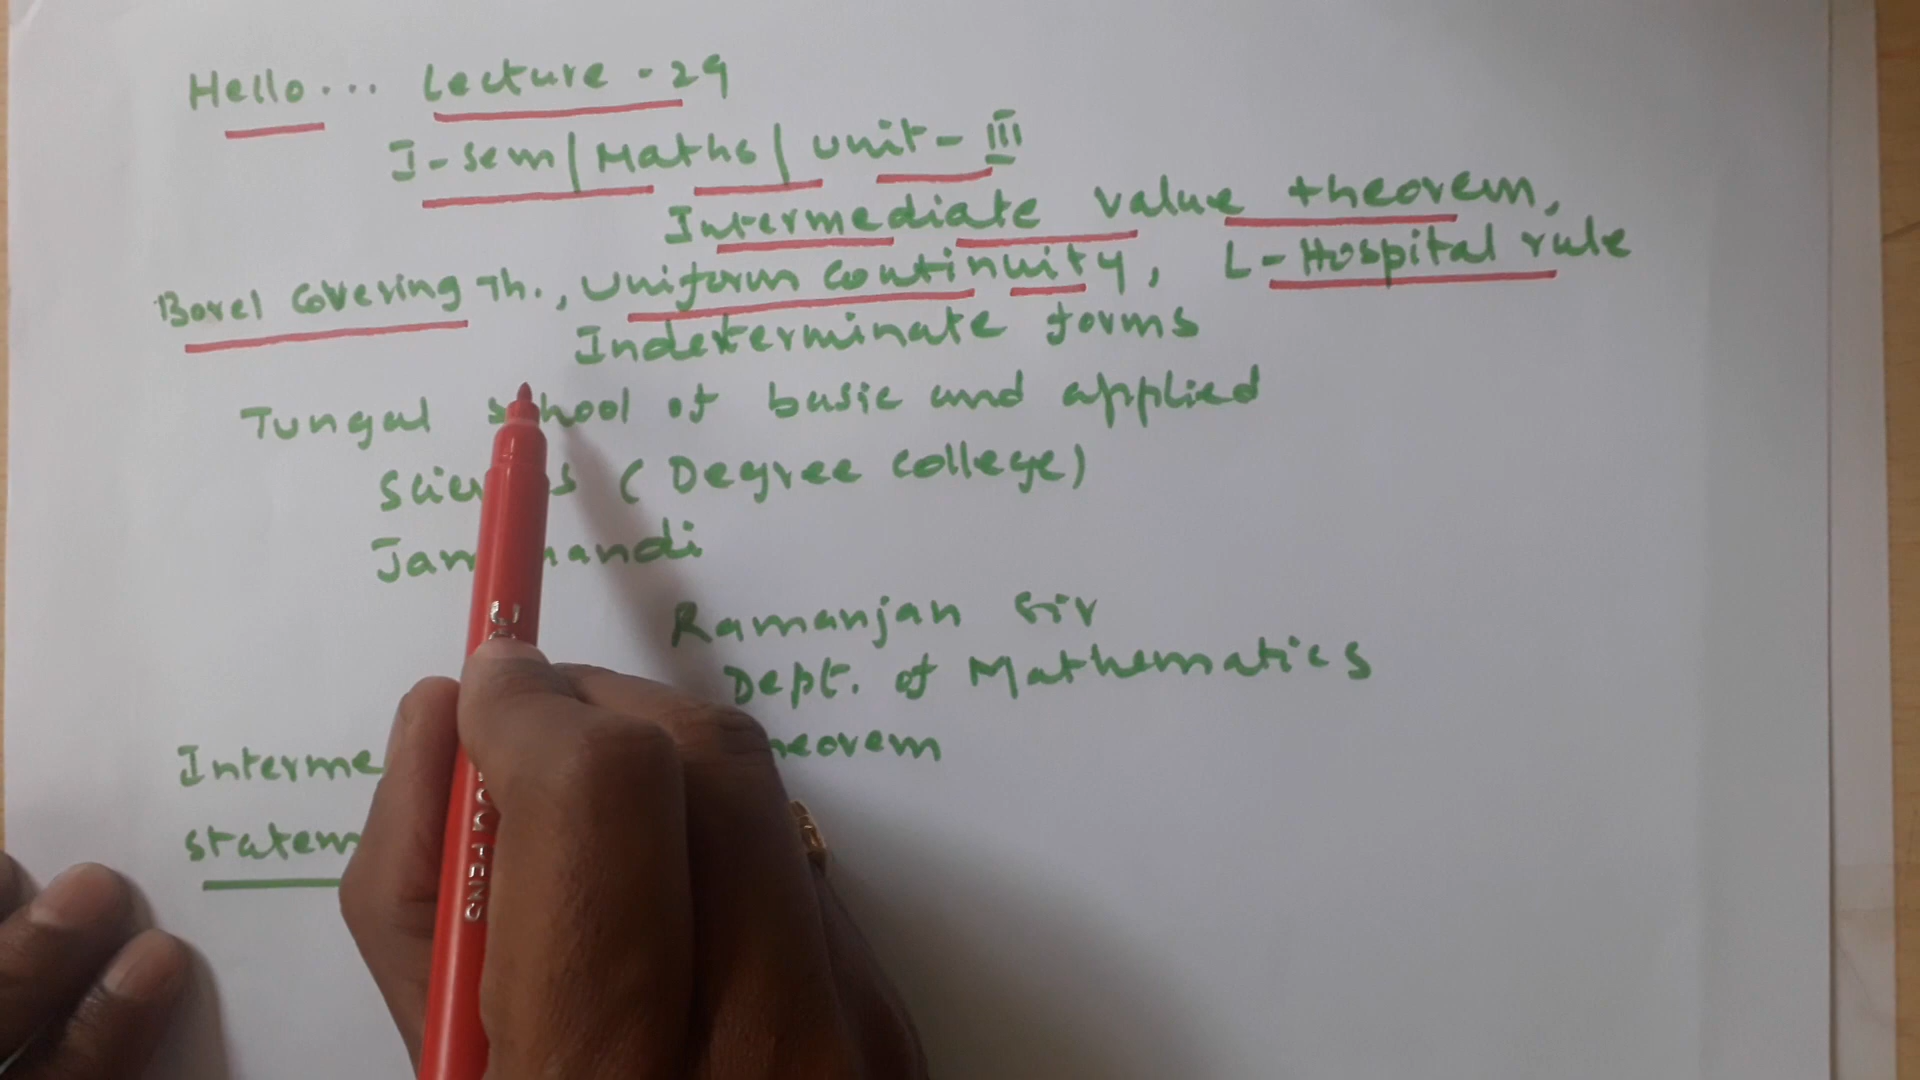 Hello... Lecture - 29
I-Sem/Maths/unit-III
Intermediate value theorem,
Borel Covering Th., Uniform continuity, L-Hospital rule
Indeterminate forms
Tungal school of basic and applied
(Degree college)
Ramanjan Sir
Dept. of Mathematics